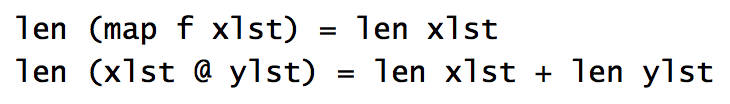 len (map f xlst) = len xlst
len (xlst @ ylst) = len xlst + len ylst